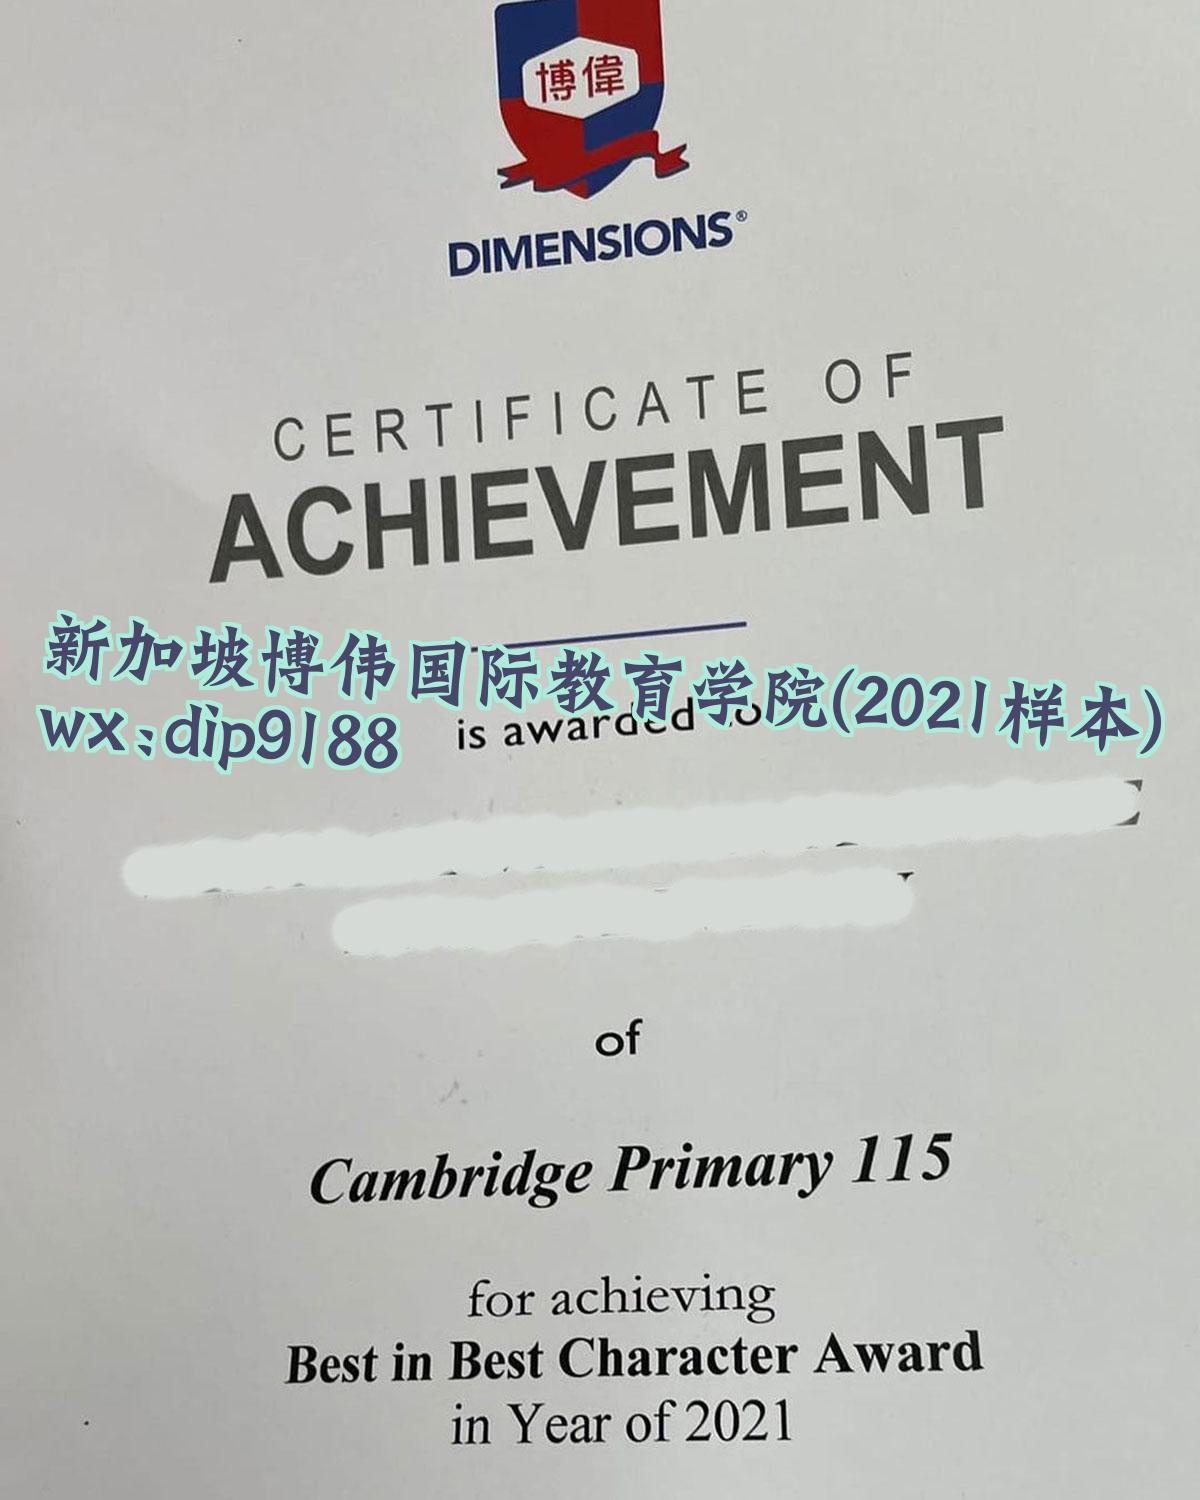 博偉
DIMENSIONS®
CERTIFICATE OF
ACHIEVEMENT
新加坡博伟国际教育学院(2021样本)
wx:dip9188
is awarded to
of
Cambridge Primary 115
for achieving
Best in Best Character Award
in Year of 2021